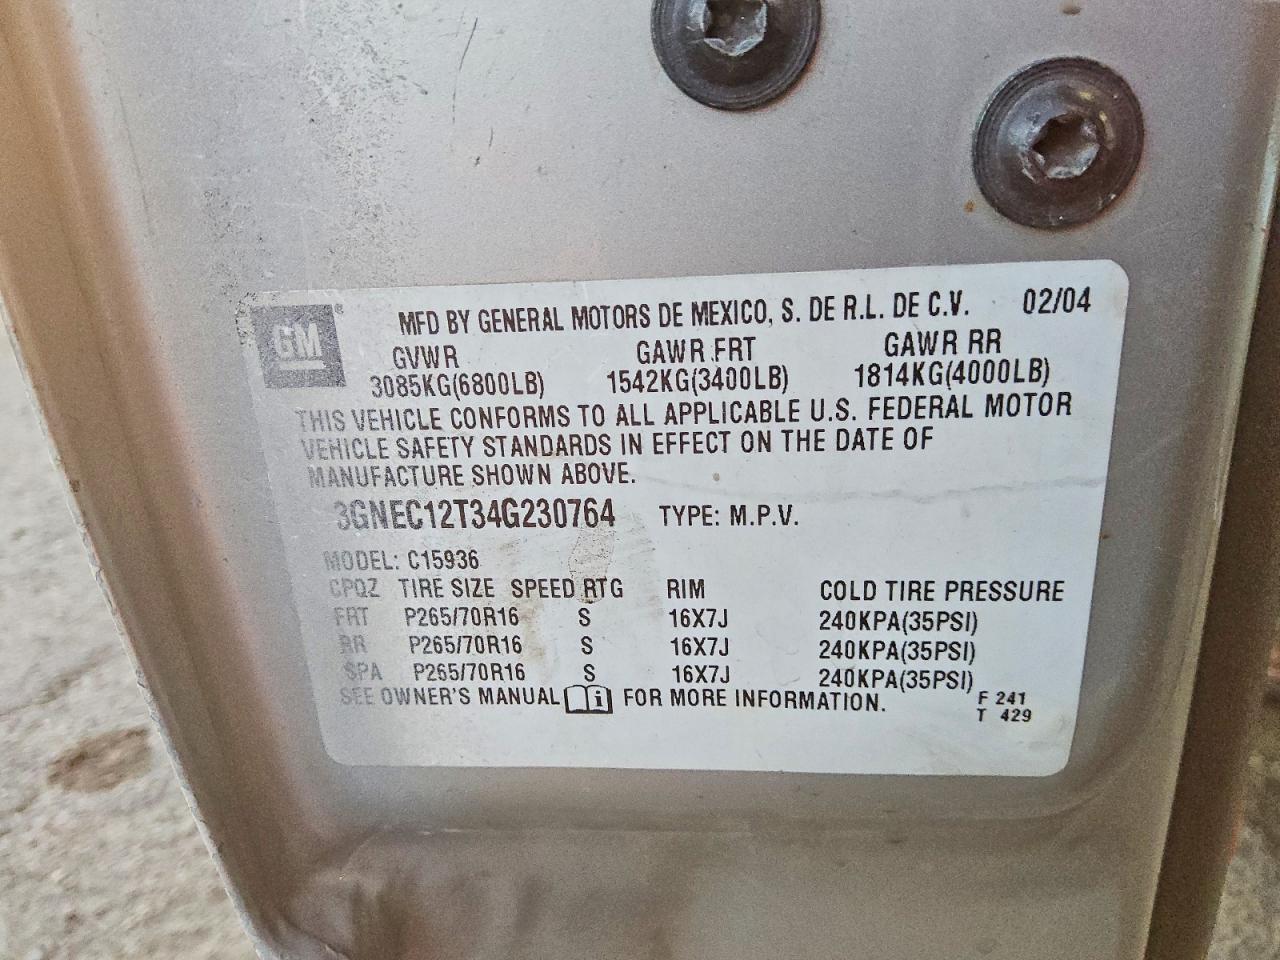 GM® MFD BY GENERAL MOTORS DE MEXICO, S. DE R.L. DE C.V. 02/04
GVWR GAWR FRT GAWR RR
3085KG(6800LB) 1542KG(3400LB) 1814KG(4000LB)
THIS VEHICLE CONFORMS TO ALL APPLICABLE U.S. FEDERAL MOTOR
VEHICLE SAFETY STANDARDS IN EFFECT ON THE DATE OF
MANUFACTURE SHOWN ABOVE.
3GNEC12T34G230764 TYPE: M.P.V.
MODEL: C15936
CPQZ TIRE SIZE SPEED RTG RIM COLD TIRE PRESSURE
FRT P265/70R16 S 16X7J 240KPA(35PSI)
RR P265/70R16 S 16X7J 240KPA(35PSI)
SPA P265/70R16 S 16X7J 240KPA(35PSI)
SEE OWNER'S MANUAL i FOR MORE INFORMATION.
F 241
T 429